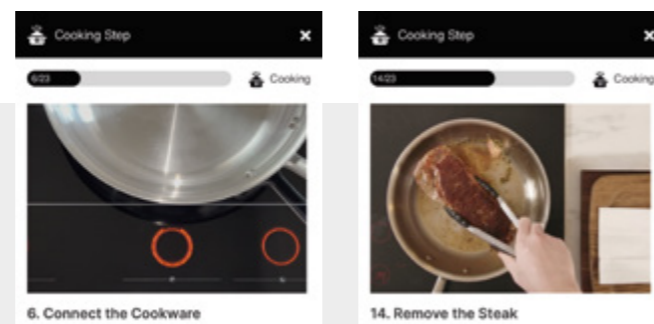 Cooking Step
6/23
Cooking
6. Connect the Cookware
Cooking Step
14/23
Cooking
14. Remove the Steak